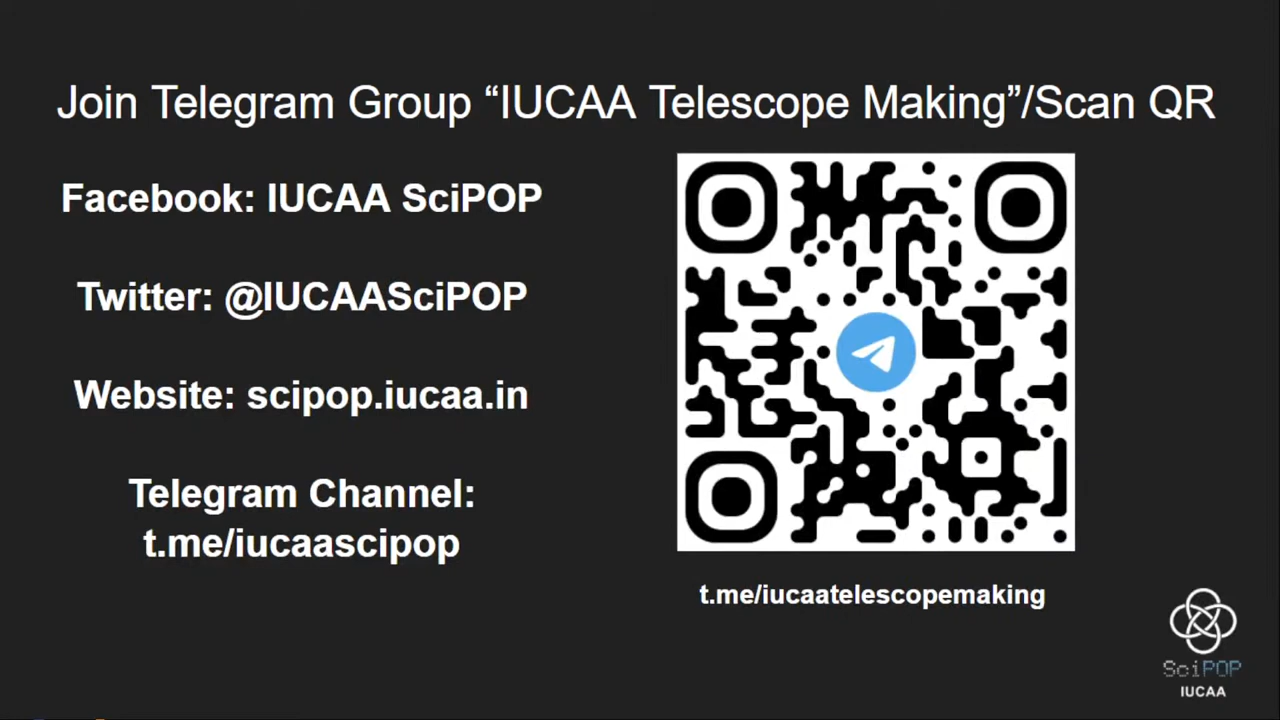 Join Telegram Group “IUCAA Telescope Making”/Scan QR
Facebook: IUCAA SciPOP
Twitter: @IUCAASciPOP
Website: scipop.iucaa.in
Telegram Channel:
t.me/iucaascipop
t.me/iucaatelescopemaking
SciPOP
IUCAA